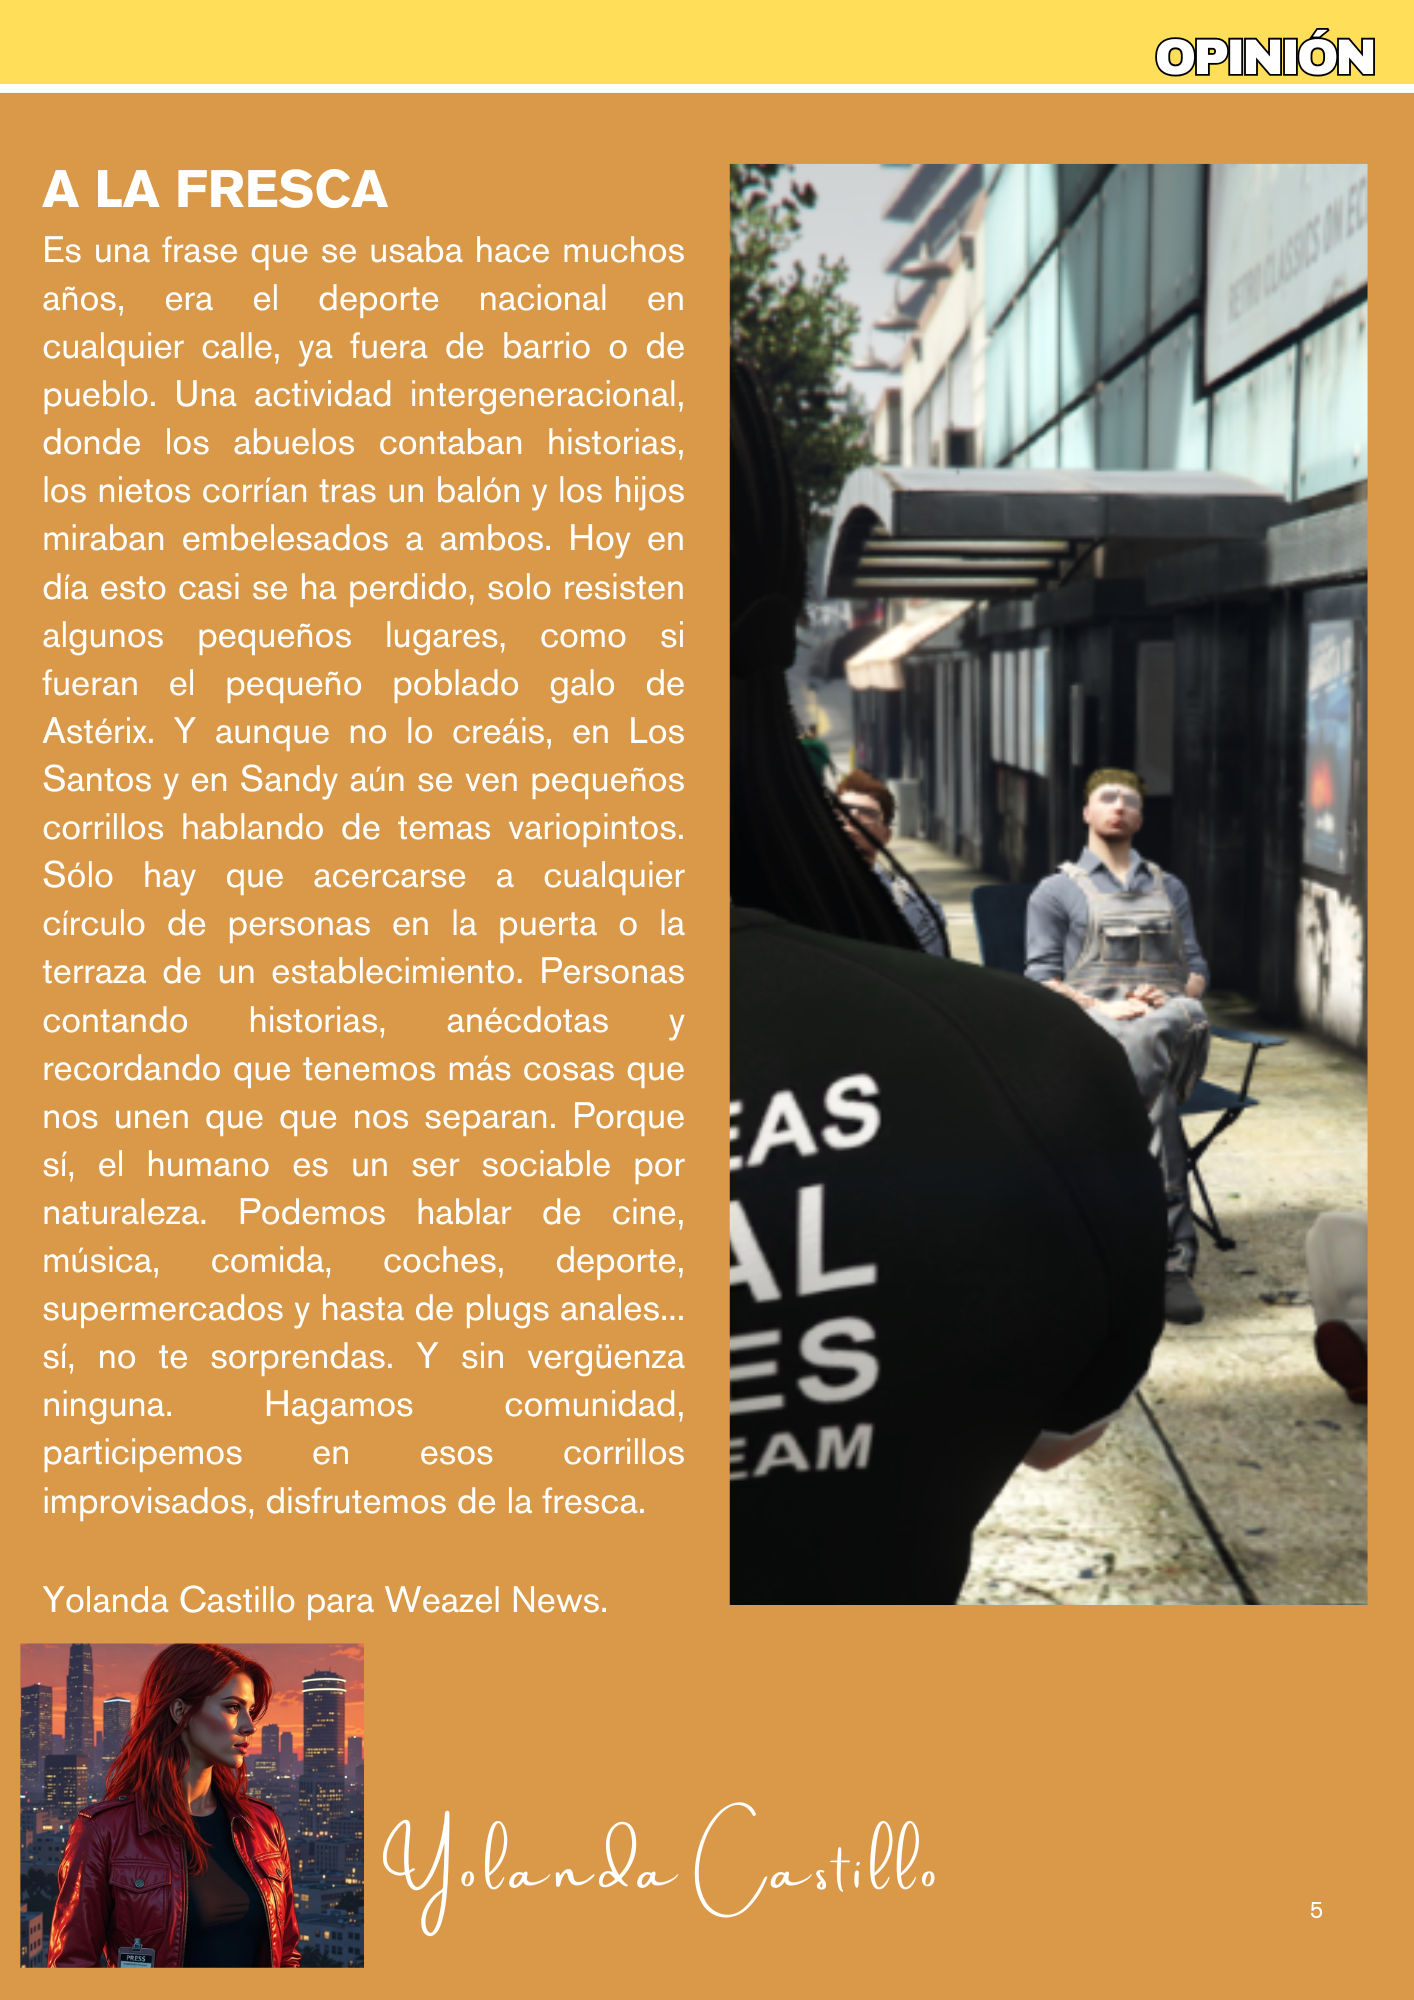 OPINIÓN
A LA FRESCA
Es una frase que se usaba hace muchos
años, era el deporte nacional en
cualquier calle, ya fuera de barrio o de
pueblo. Una actividad intergeneracional,
donde los abuelos contaban historias,
los nietos corrían tras un balón y los hijos
miraban embelesados a ambos. Hoy en
día esto casi se ha perdido, solo resisten
algunos pequeños lugares, como si
fueran el pequeño poblado galo de
Astérix. Y aunque no lo creáis, en Los
Santos y en Sandy aún se ven pequeños
corrillos hablando de temas variopintos.
Sólo hay que acercarse a cualquier
círculo de personas en la puerta o la
terraza de un establecimiento. Personas
contando historias, anécdotas y
recordando que tenemos más cosas que
nos unen que que nos separan. Porque
sí, el humano es un ser sociable por
naturaleza. Podemos hablar de cine,
música, comida, coches, deporte,
supermercados y hasta de plugs anales...
sí, no te sorprendas. Y sin vergüenza
ninguna. Hagamos comunidad,
participemos en esos corrillos
improvisados, disfrutemos de la fresca.
Yolanda Castillo para Weazel News.
RETRO CLASSICS ON EC
EAS
AL
ES
EAM
PRESS
Yolanda Castillo
5